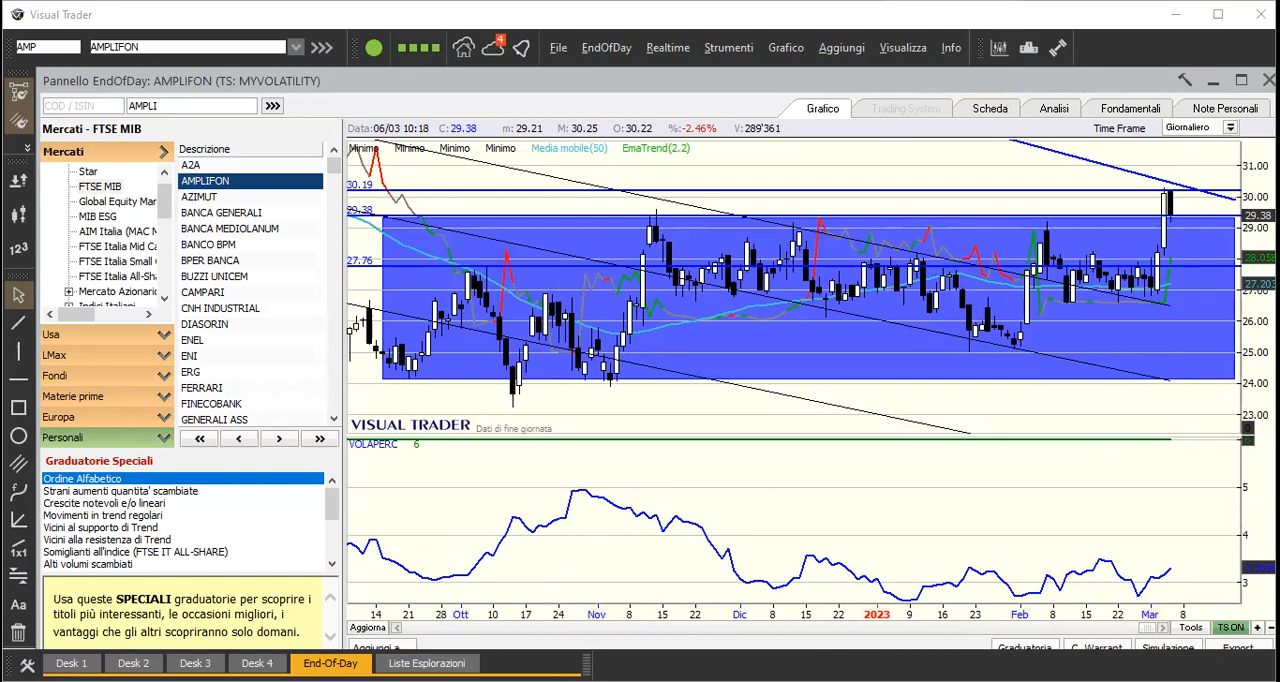 Visual Trader
AMP AMPLIFON 4 File EndOfDay Realtime Strumenti Grafico Aggiungi Visualizza Info
Pannello EndOfDay: AMPLIFON (TS: MYVOLATILITY)
COD / ISIN AMPLI Grafico Trading System Scheda Analisi Fondamentali Note Personali
Mercati - FTSE MIB
Data:06/03 10:18 C:29.38 m:29.21 M:30.25 O:30.22 %:-2.46% V:289'361 Time Frame Giornaliero
Mercati
Star
FTSE MIB
Global Equity Mar
MIB ESG
AIM Italia (MAC M
FTSE Italia Mid C
FTSE Italia Small
FTSE Italia All-Sha
Mercato Azionario
Indici Italiani
Usa
LMax
Fondi
Materie prime
Europa
Personali
Descrizione
A2A
AMPLIFON
AZIMUT
BANCA GENERALI
BANCA MEDIOLANUM
BANCO BPM
BPER BANCA
BUZZI UNICEM
CAMPARI
CNH INDUSTRIAL
DIASORIN
ENEL
ENI
ERG
FERRARI
FINECOBANK
GENERALI ASS
Graduatorie Speciali
Ordine Alfabetico
Strani aumenti quantita' scambiate
Crescite notevoli e/o lineari
Movimenti in trend regolari
Vicini al supporto di Trend
Vicini alla resistenza di Trend
Somiglianti all'indice (FTSE IT ALL-SHARE)
Alti volumi scambiati
Usa queste SPECIALI graduatorie per scoprire i
titoli più interessanti, le occasioni migliori, i
vantaggi che gli altri scopriranno solo domani.
Minimo Minimo Minimo Minimo Media mobile(50) EmaTrend(2.2)
30.19
29.38
27.76
31.00
30.00
29.38
29.00
28.058
27.203
26.00
25.00
24.00
23.00
0
VISUAL TRADER Dati di fine giornata
VOLAPERC 6
5
4
3
14 21 28 Ott 10 17 24 Nov 8 15 22 Dic 8 15 22 2023 9 16 23 Feb 8 15 22 Mar 8
Aggiorna Tools TS ON + -
Aggiungi a... Graduatoria C. Warrant Simulazione Export
Desk 1 Desk 2 Desk 3 Desk 4 End-Of-Day Liste Esplorazioni
123
1x1
Aa